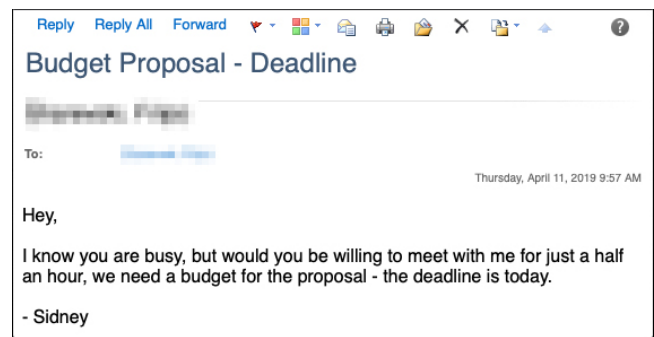 Reply Reply All Forward
Budget Proposal - Deadline
To:
Thursday, April 11, 2019 9:57 AM
Hey,
I know you are busy, but would you be willing to meet with me for just a half
an hour, we need a budget for the proposal - the deadline is today.
- Sidney